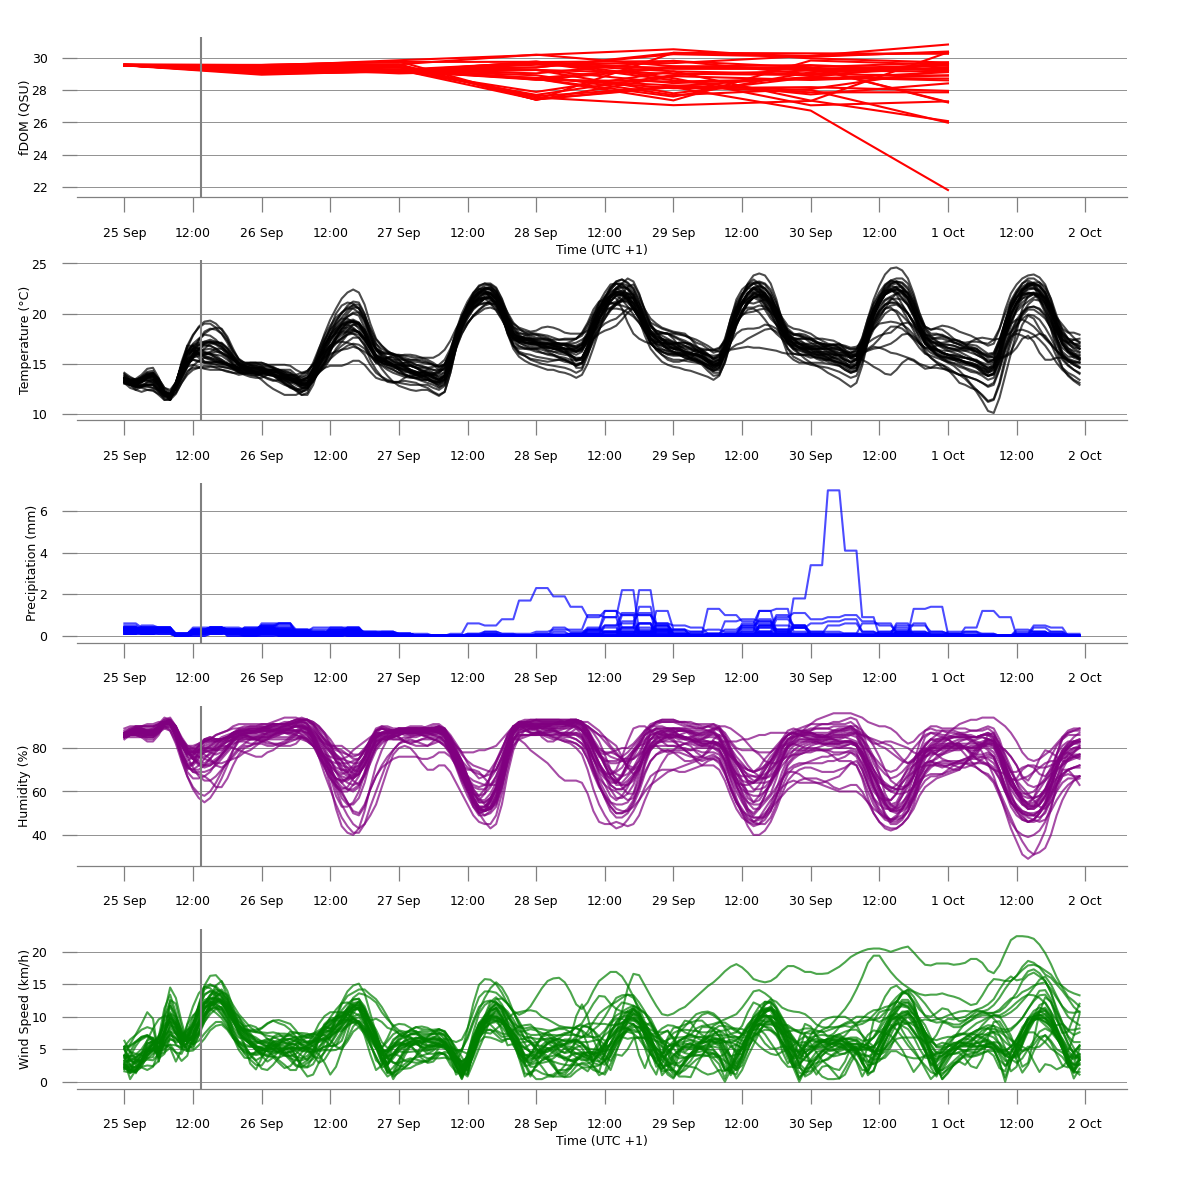 fDOM (QSU)
30
28
26
24
22
25 Sep 12:00 26 Sep 12:00 27 Sep 12:00 28 Sep 12:00 29 Sep 12:00 30 Sep 12:00 1 Oct 12:00 2 Oct
Time (UTC +1)
Temperature (°C)
25
20
15
10
25 Sep 12:00 26 Sep 12:00 27 Sep 12:00 28 Sep 12:00 29 Sep 12:00 30 Sep 12:00 1 Oct 12:00 2 Oct
Precipitation (mm)
6
4
2
0
25 Sep 12:00 26 Sep 12:00 27 Sep 12:00 28 Sep 12:00 29 Sep 12:00 30 Sep 12:00 1 Oct 12:00 2 Oct
Humidity (%)
80
60
40
25 Sep 12:00 26 Sep 12:00 27 Sep 12:00 28 Sep 12:00 29 Sep 12:00 30 Sep 12:00 1 Oct 12:00 2 Oct
Wind Speed (km/h)
20
15
10
5
0
25 Sep 12:00 26 Sep 12:00 27 Sep 12:00 28 Sep 12:00 29 Sep 12:00 30 Sep 12:00 1 Oct 12:00 2 Oct
Time (UTC +1)